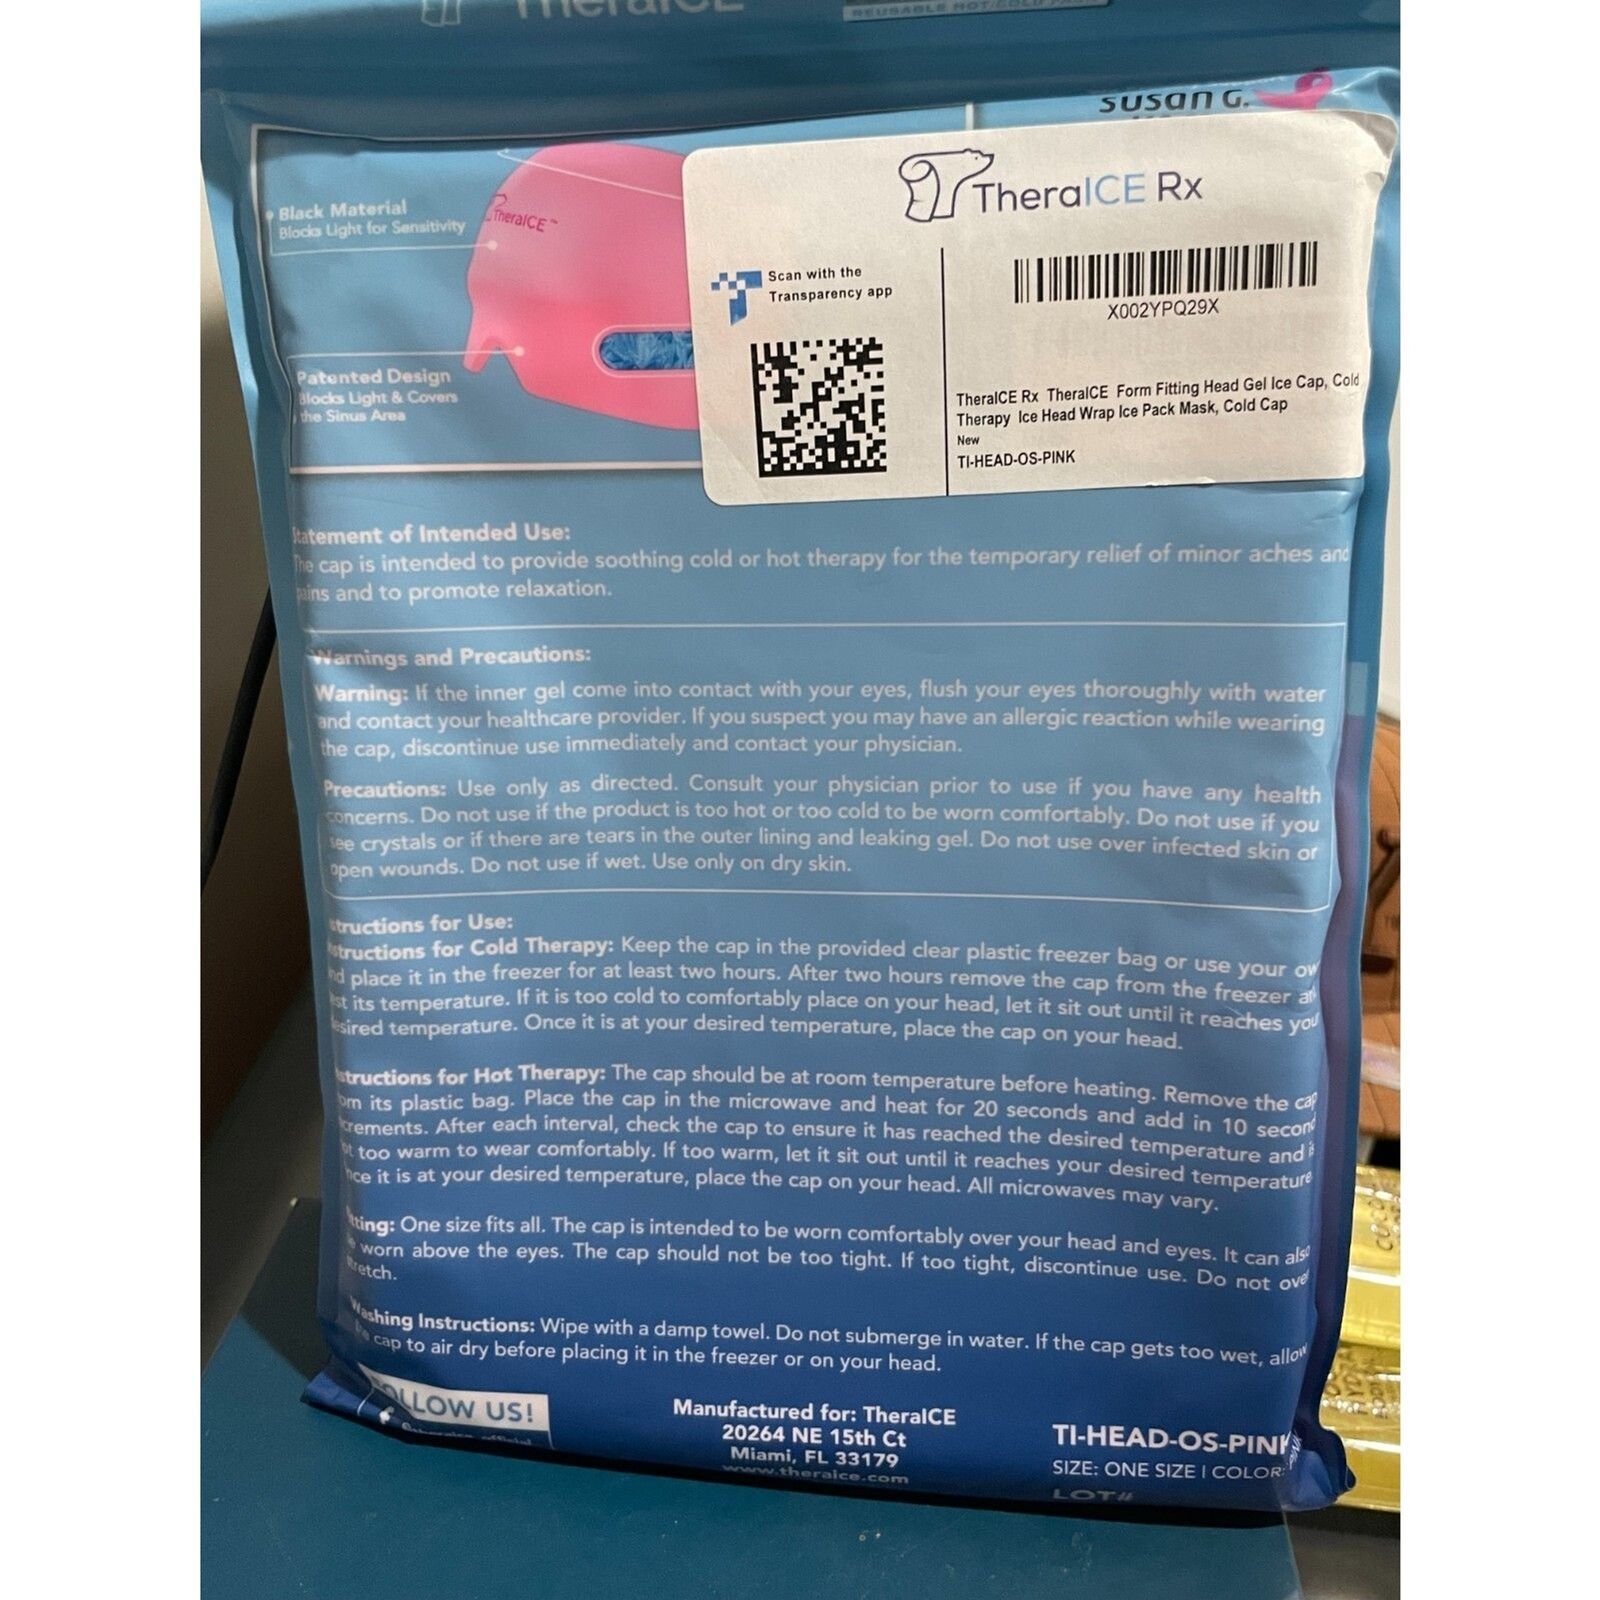 TheraICE
REUSABLE HOT/COLD PACK
susan G.
Black Material
Blocks Light for Sensitivity
TheraICE™
Patented Design
Blocks Light & Covers
the Sinus Area
TheraICE Rx
Scan with the
Transparency app
X002YPQ29X
TheraICE Rx TheraICE Form Fitting Head Gel Ice Cap, Cold
Therapy Ice Head Wrap Ice Pack Mask, Cold Cap
New
TI-HEAD-OS-PINK
Statement of Intended Use:
The cap is intended to provide soothing cold or hot therapy for the temporary relief of minor aches and
pains and to promote relaxation.
Warnings and Precautions:
Warning: If the inner gel come into contact with your eyes, flush your eyes thoroughly with water
and contact your healthcare provider. If you suspect you may have an allergic reaction while wearing
the cap, discontinue use immediately and contact your physician.
Precautions: Use only as directed. Consult your physician prior to use if you have any health
concerns. Do not use if the product is too hot or too cold to be worn comfortably. Do not use if you
see crystals or if there are tears in the outer lining and leaking gel. Do not use over infected skin or
open wounds. Do not use if wet. Use only on dry skin.
structions for Use:
structions for Cold Therapy: Keep the cap in the provided clear plastic freezer bag or use your ow
nd place it in the freezer for at least two hours. After two hours remove the cap from the freezer an
est its temperature. If it is too cold to comfortably place on your head, let it sit out until it reaches you
esired temperature. Once it is at your desired temperature, place the cap on your head.
structions for Hot Therapy: The cap should be at room temperature before heating. Remove the cap
om its plastic bag. Place the cap in the microwave and heat for 20 seconds and add in 10 second
crements. After each interval, check the cap to ensure it has reached the desired temperature and is
ot too warm to wear comfortably. If too warm, let it sit out until it reaches your desired temperature.
nce it is at your desired temperature, place the cap on your head. All microwaves may vary.
tting: One size fits all. The cap is intended to be worn comfortably over your head and eyes. It can also
e worn above the eyes. The cap should not be too tight. If too tight, discontinue use. Do not over
tretch.
Washing Instructions: Wipe with a damp towel. Do not submerge in water. If the cap gets too wet, allow
the cap to air dry before placing it in the freezer or on your head.
OLLOW US!
Manufactured for: TheraICE
20264 NE 15th Ct
Miami, FL 33179
www.theraice.com
TI-HEAD-OS-PINK
SIZE: ONE SIZE | COLOR: PINK
LOT#